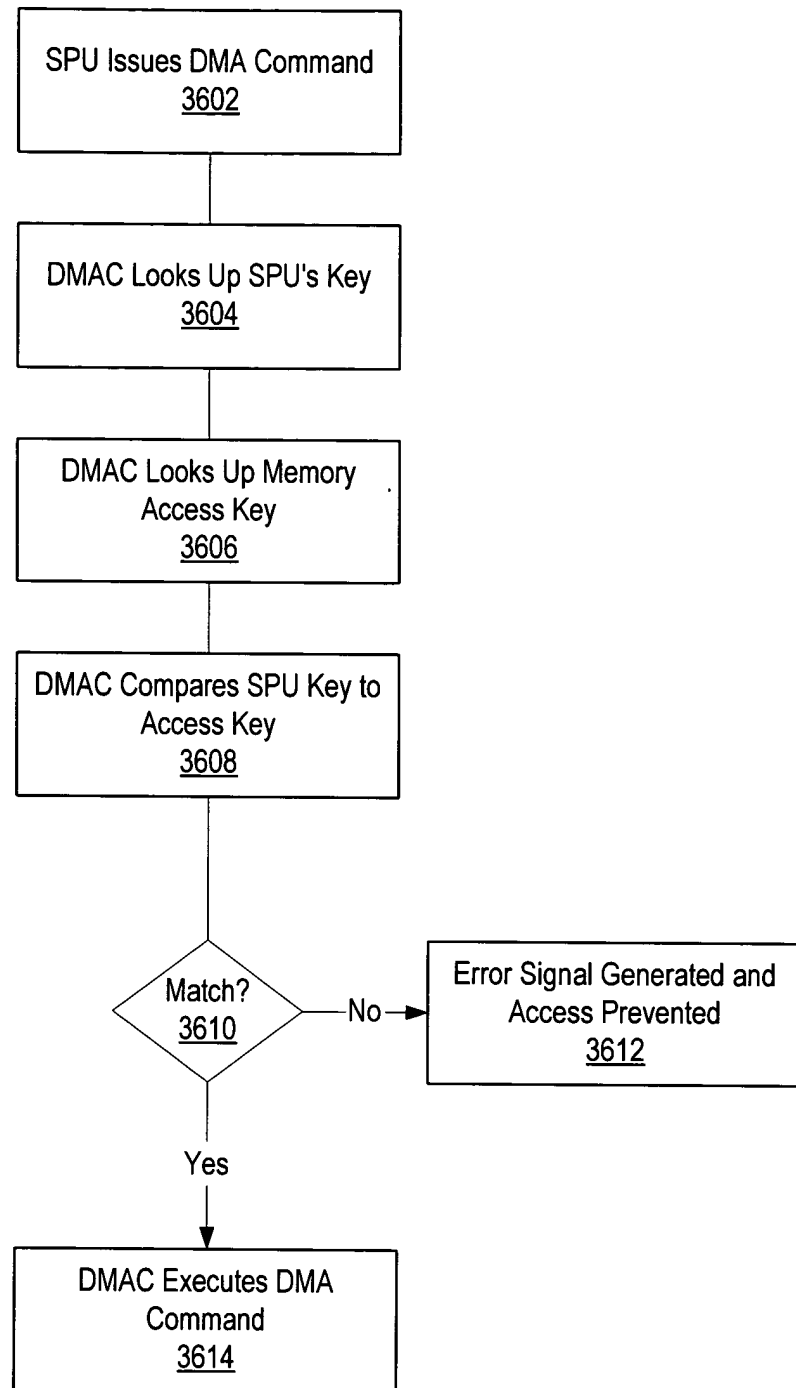 SPU Issues DMA Command
3602
DMAC Looks Up SPU's Key
3604
DMAC Looks Up Memory
Access Key
3606
DMAC Compares SPU Key to
Access Key
3608
Match?
3610
No
Error Signal Generated and
Access Prevented
3612
Yes
DMAC Executes DMA
Command
3614